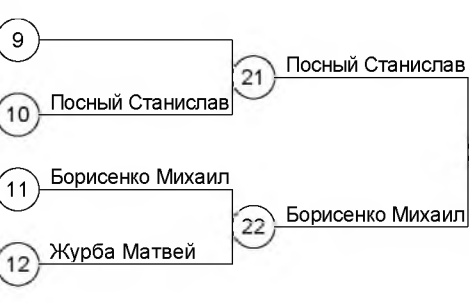 9
10 Посный Станислав
21 Посный Станислав
11 Борисенко Михаил
22 Борисенко Михаил
12 Журба Матвей